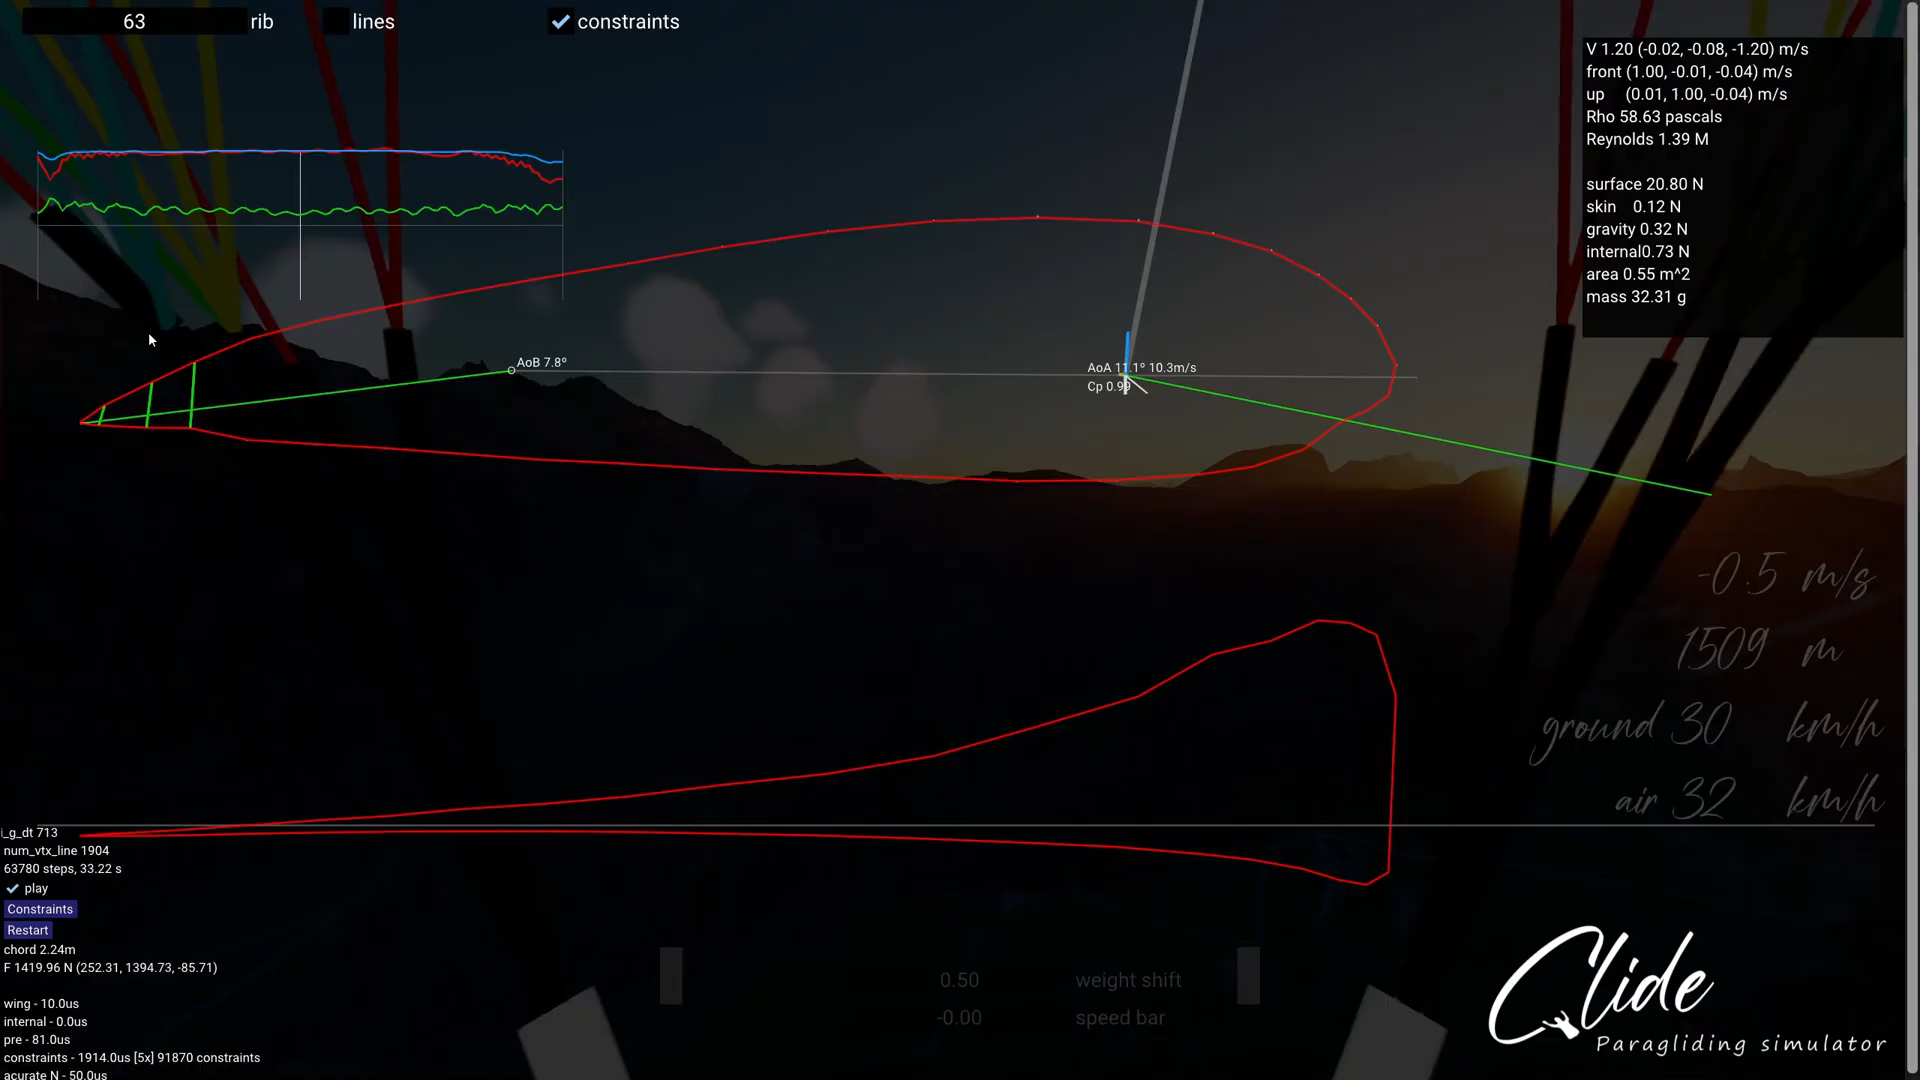 63 rib lines constraints
V 1.20 (-0.02, -0.08, -1.20) m/s
front (1.00, -0.01, -0.04) m/s
up (0.01, 1.00, -0.04) m/s
Rho 58.63 pascals
Reynolds 1.39 M
surface 20.80 N
skin 0.12 N
gravity 0.32 N
internal0.73 N
area 0.55 m^2
mass 32.31 g
AoB 7.8º
AoA 11.1º 10.3m/s
Cp 0.99
-0.5 m/s
1509 m
ground 30 km/h
air 32 km/h
i_g_dt 713
num_vtx_line 1904
63780 steps, 33.22 s
play
Constraints
Restart
chord 2.24m
F 1419.96 N (252.31, 1394.73, -85.71)
wing - 10.0us
internal - 0.0us
pre - 81.0us
constraints - 1914.0us [5x] 91870 constraints
acurate N - 50.0us
0.50 weight shift
-0.00 speed bar
Glide
Paragliding simulator